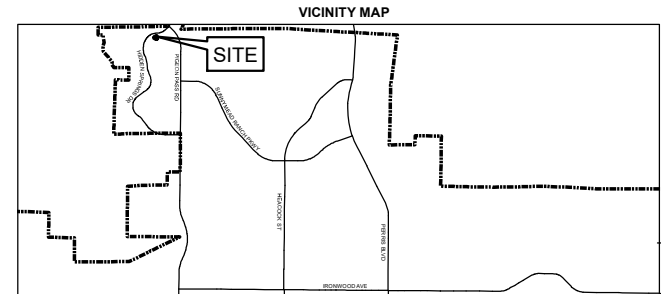 VICINITY MAP
SITE
HIDDEN SPRINGS DR
PIGEON PASS RD
SUNNYMEAD RANCH PKWY
HEACOCK ST
PERRIS BLVD
IRONWOOD AVE